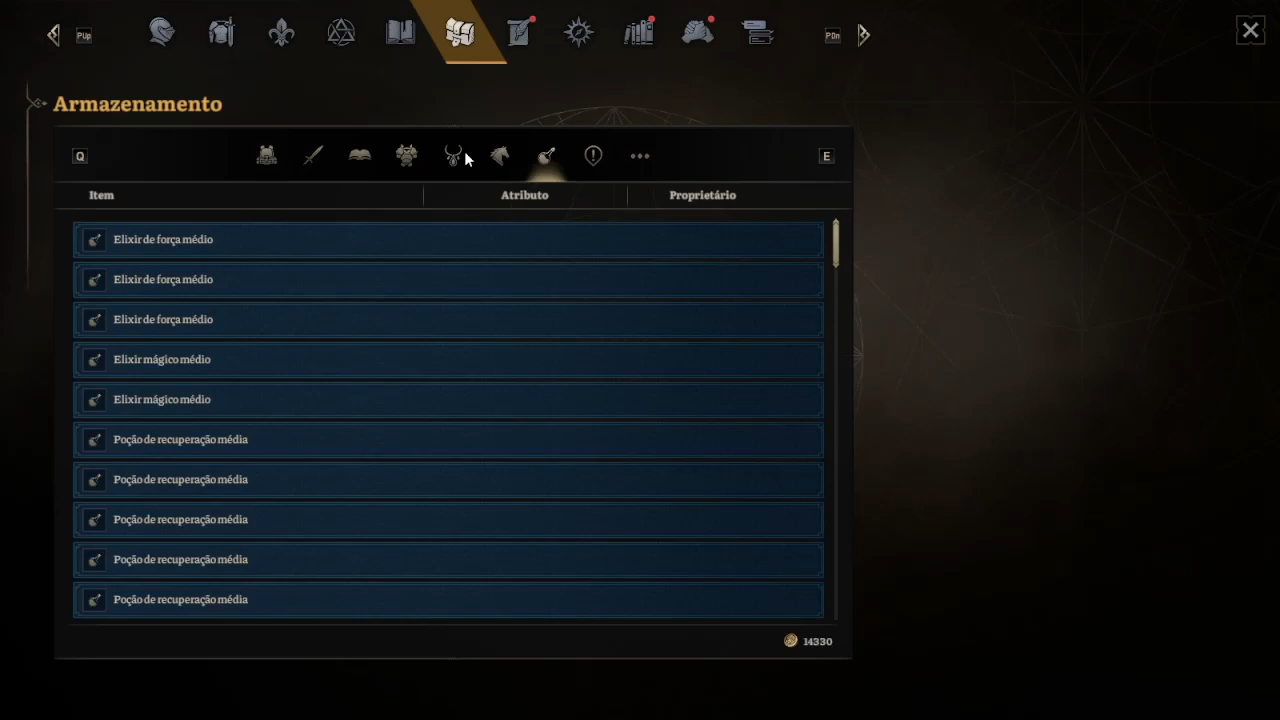 PUp
PDn
Armazenamento
Q
E
Item Atributo Proprietário
Elixir de força médio
Elixir de força médio
Elixir de força médio
Elixir mágico médio
Elixir mágico médio
Poção de recuperação média
Poção de recuperação média
Poção de recuperação média
Poção de recuperação média
Poção de recuperação média
14330